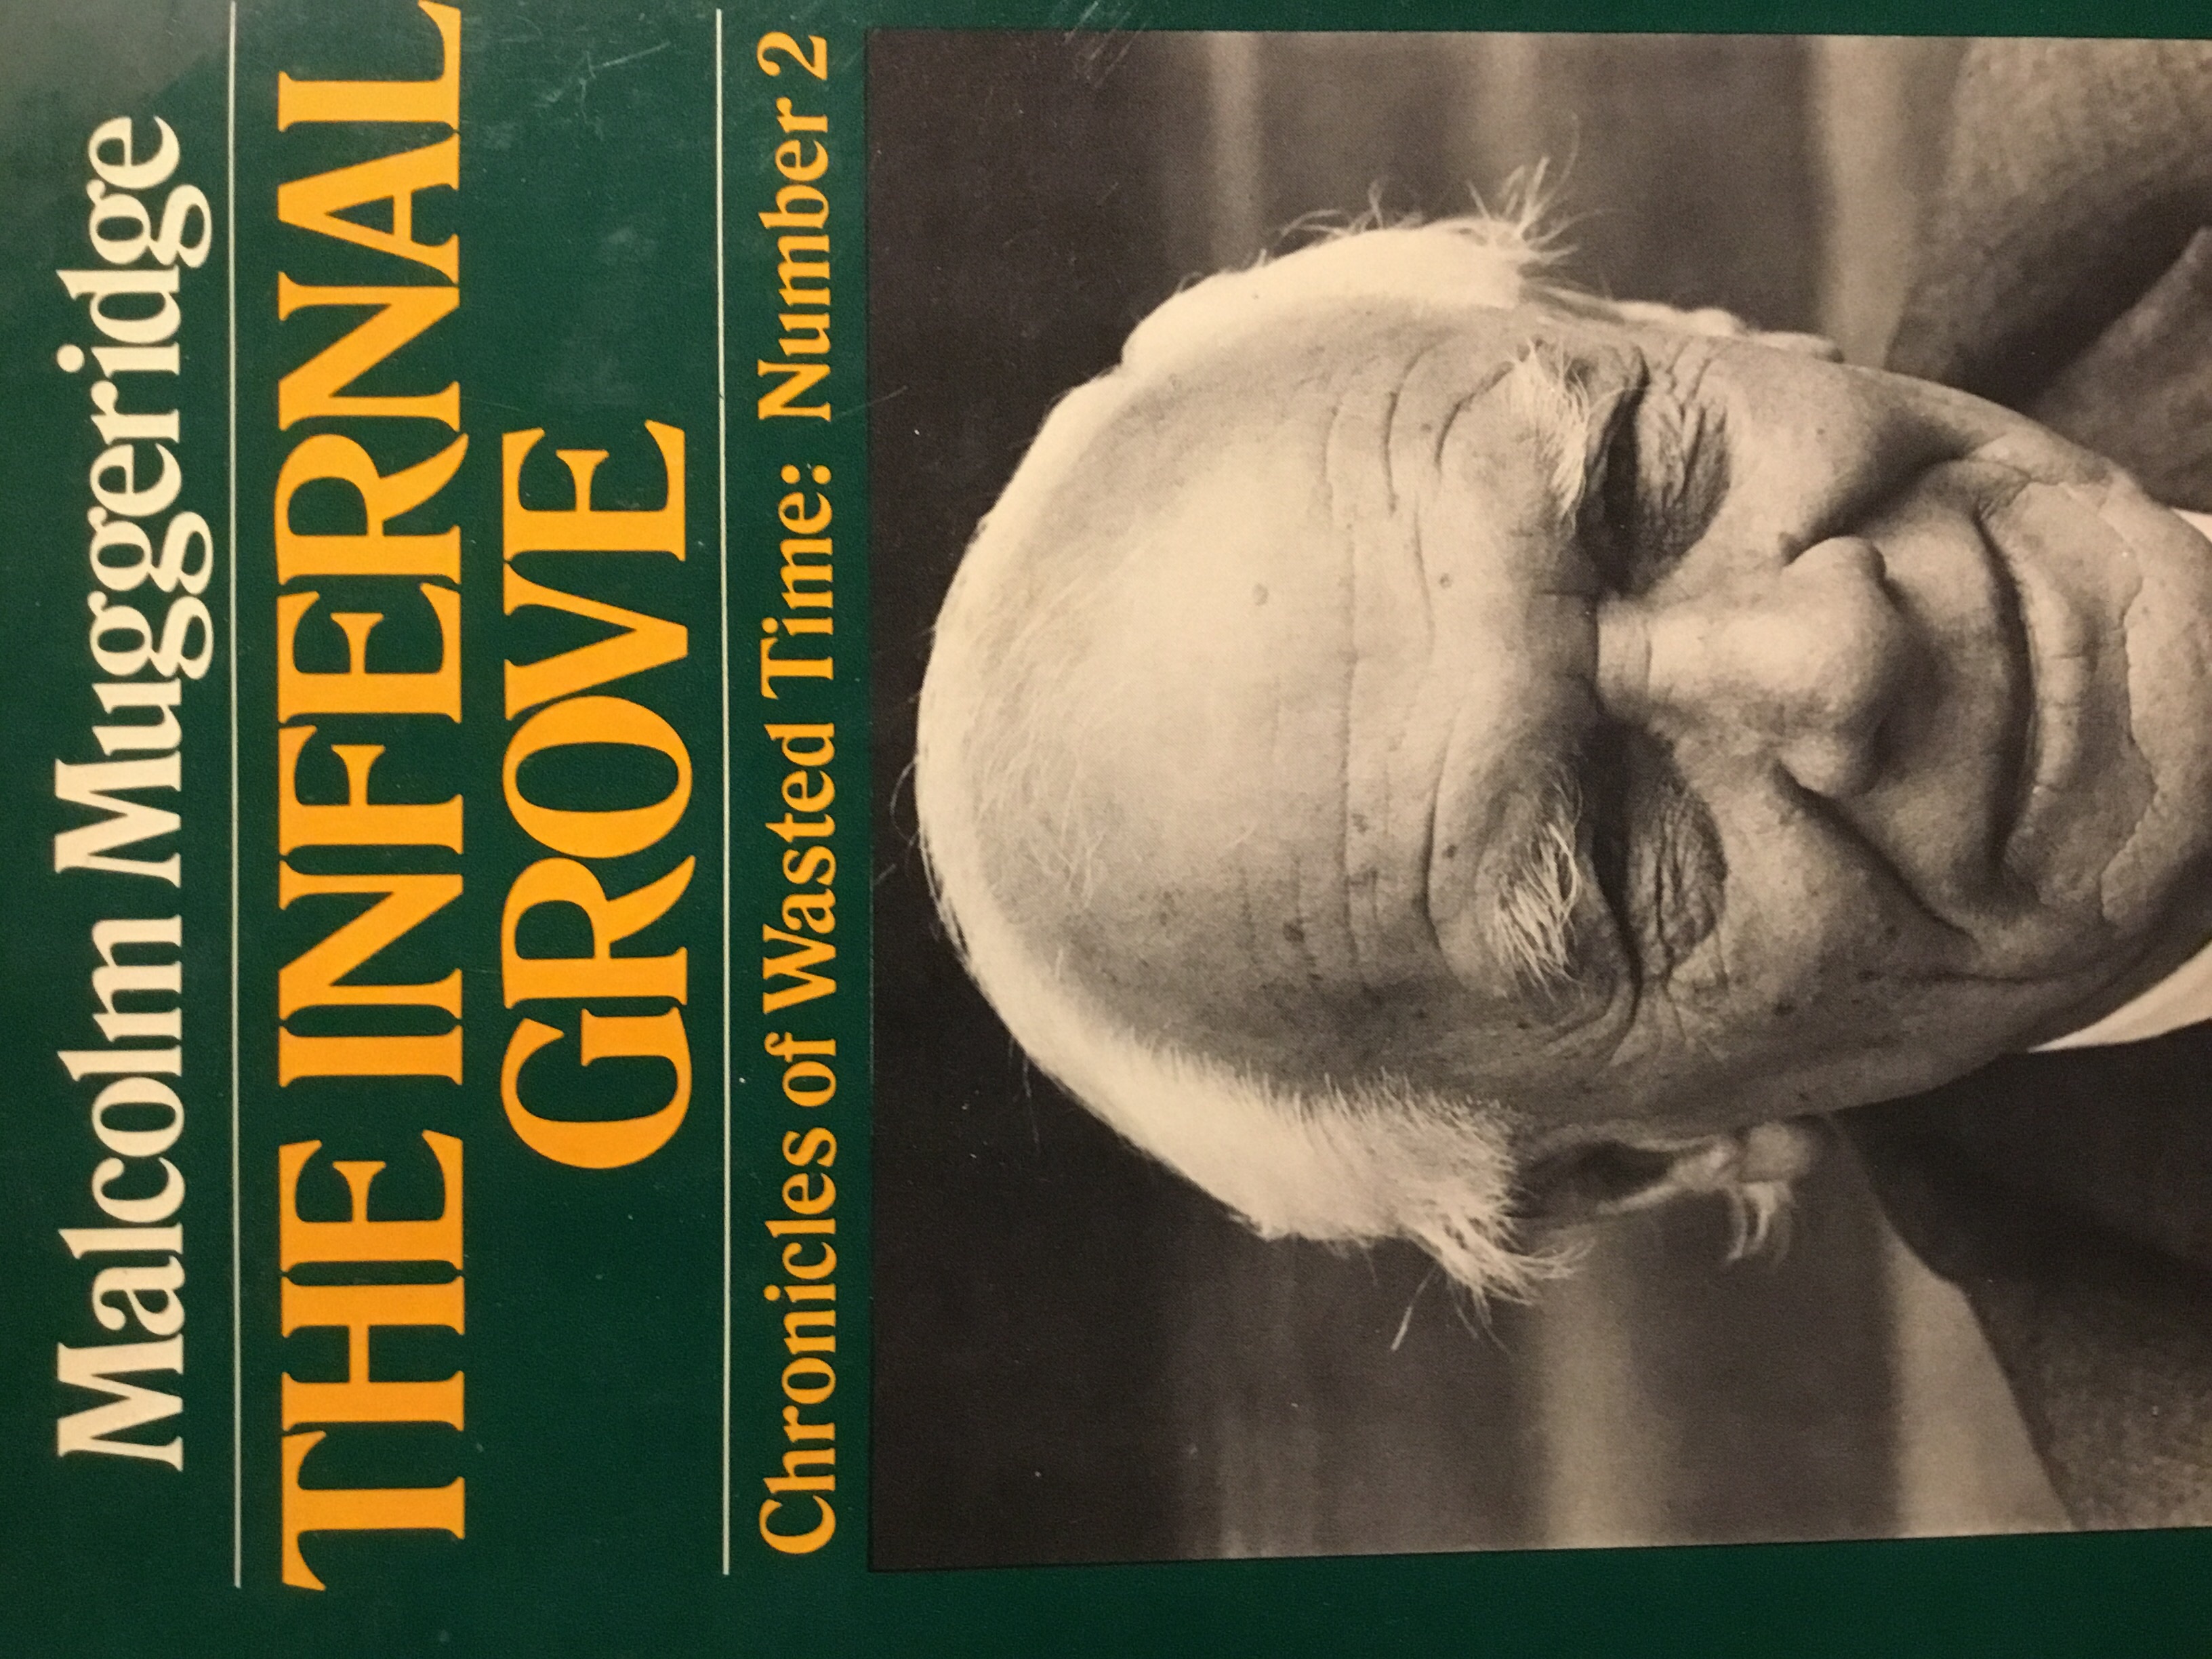 Malcolm Muggeridge
THE INFERNAL
GROVE
Chronicles of Wasted Time: Number 2